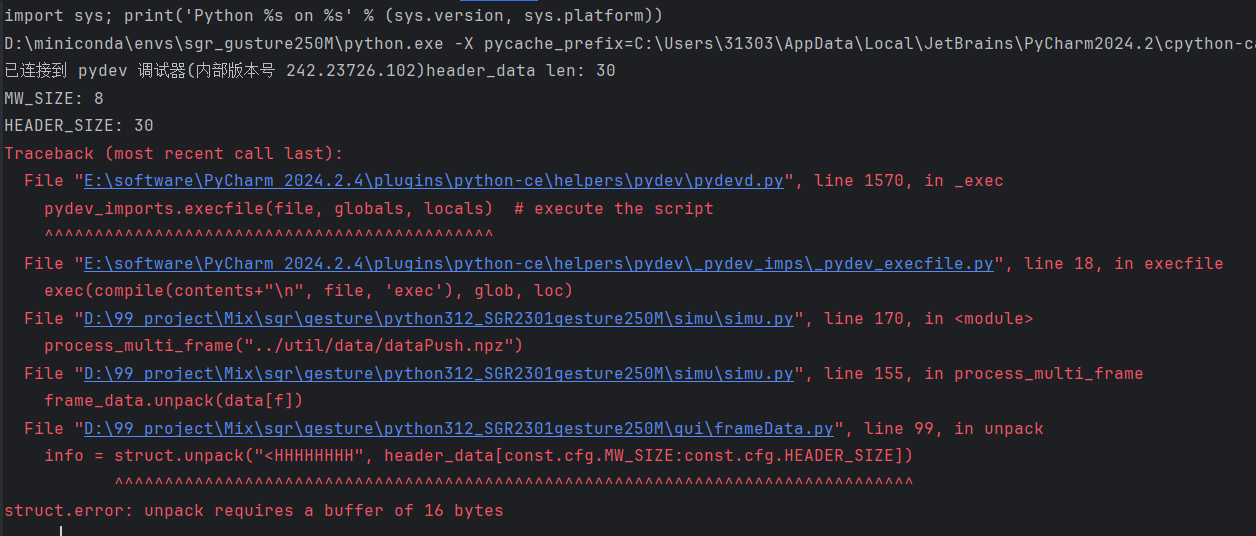 import sys; print('Python %s on %s' % (sys.version, sys.platform))
D:\miniconda\envs\sgr_gusture250M\python.exe -X pycache_prefix=C:\Users\31303\AppData\Local\JetBrains\PyCharm2024.2\cpython-ca
已连接到 pydev 调试器(内部版本号 242.23726.102)header_data len: 30
MW_SIZE: 8
HEADER_SIZE: 30
Traceback (most recent call last):
  File "E:\software\PyCharm 2024.2.4\plugins\python-ce\helpers\pydev\pydevd.py", line 1570, in _exec
    pydev_imports.execfile(file, globals, locals)  # execute the script
    ^^^^^^^^^^^^^^^^^^^^^^^^^^^^^^^^^^^^^^^^^^^^^
  File "E:\software\PyCharm 2024.2.4\plugins\python-ce\helpers\pydev\_pydev_imps\_pydev_execfile.py", line 18, in execfile
    exec(compile(contents+"\n", file, 'exec'), glob, loc)
  File "D:\99_project\Mix\sgr\gesture\python312_SGR2301gesture250M\simu\simu.py", line 170, in <module>
    process_multi_frame("../util/data/dataPush.npz")
  File "D:\99_project\Mix\sgr\gesture\python312_SGR2301gesture250M\simu\simu.py", line 155, in process_multi_frame
    frame_data.unpack(data[f])
  File "D:\99_project\Mix\sgr\gesture\python312_SGR2301gesture250M\gui\frameData.py", line 99, in unpack
    info = struct.unpack("<HHHHHHHH", header_data[const.cfg.MW_SIZE:const.cfg.HEADER_SIZE])
           ^^^^^^^^^^^^^^^^^^^^^^^^^^^^^^^^^^^^^^^^^^^^^^^^^^^^^^^^^^^^^^^^^^^^^^^^^^^^^^^^
struct.error: unpack requires a buffer of 16 bytes